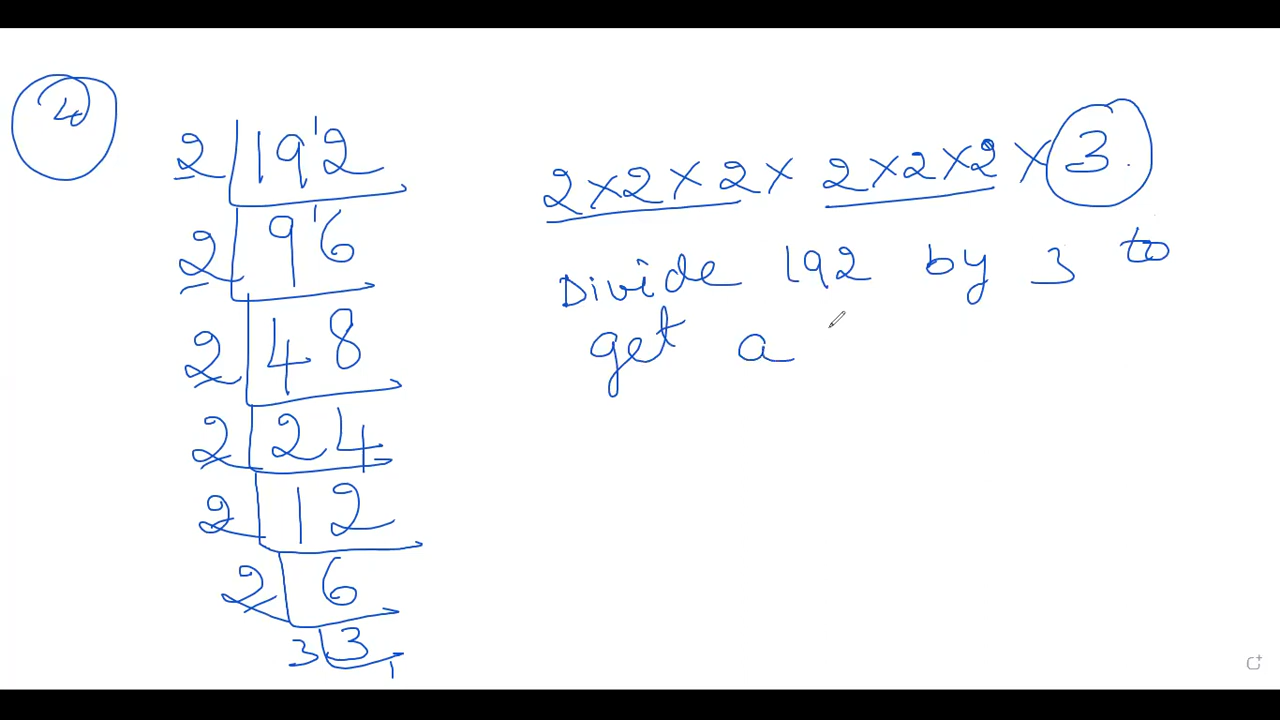 4
2 | 192
2 | 96
2 | 48
2 | 24
2 | 12
2 | 6
3 | 3
1
2×2×2× 2×2×2×3
Divide 192 by 3 to
get a